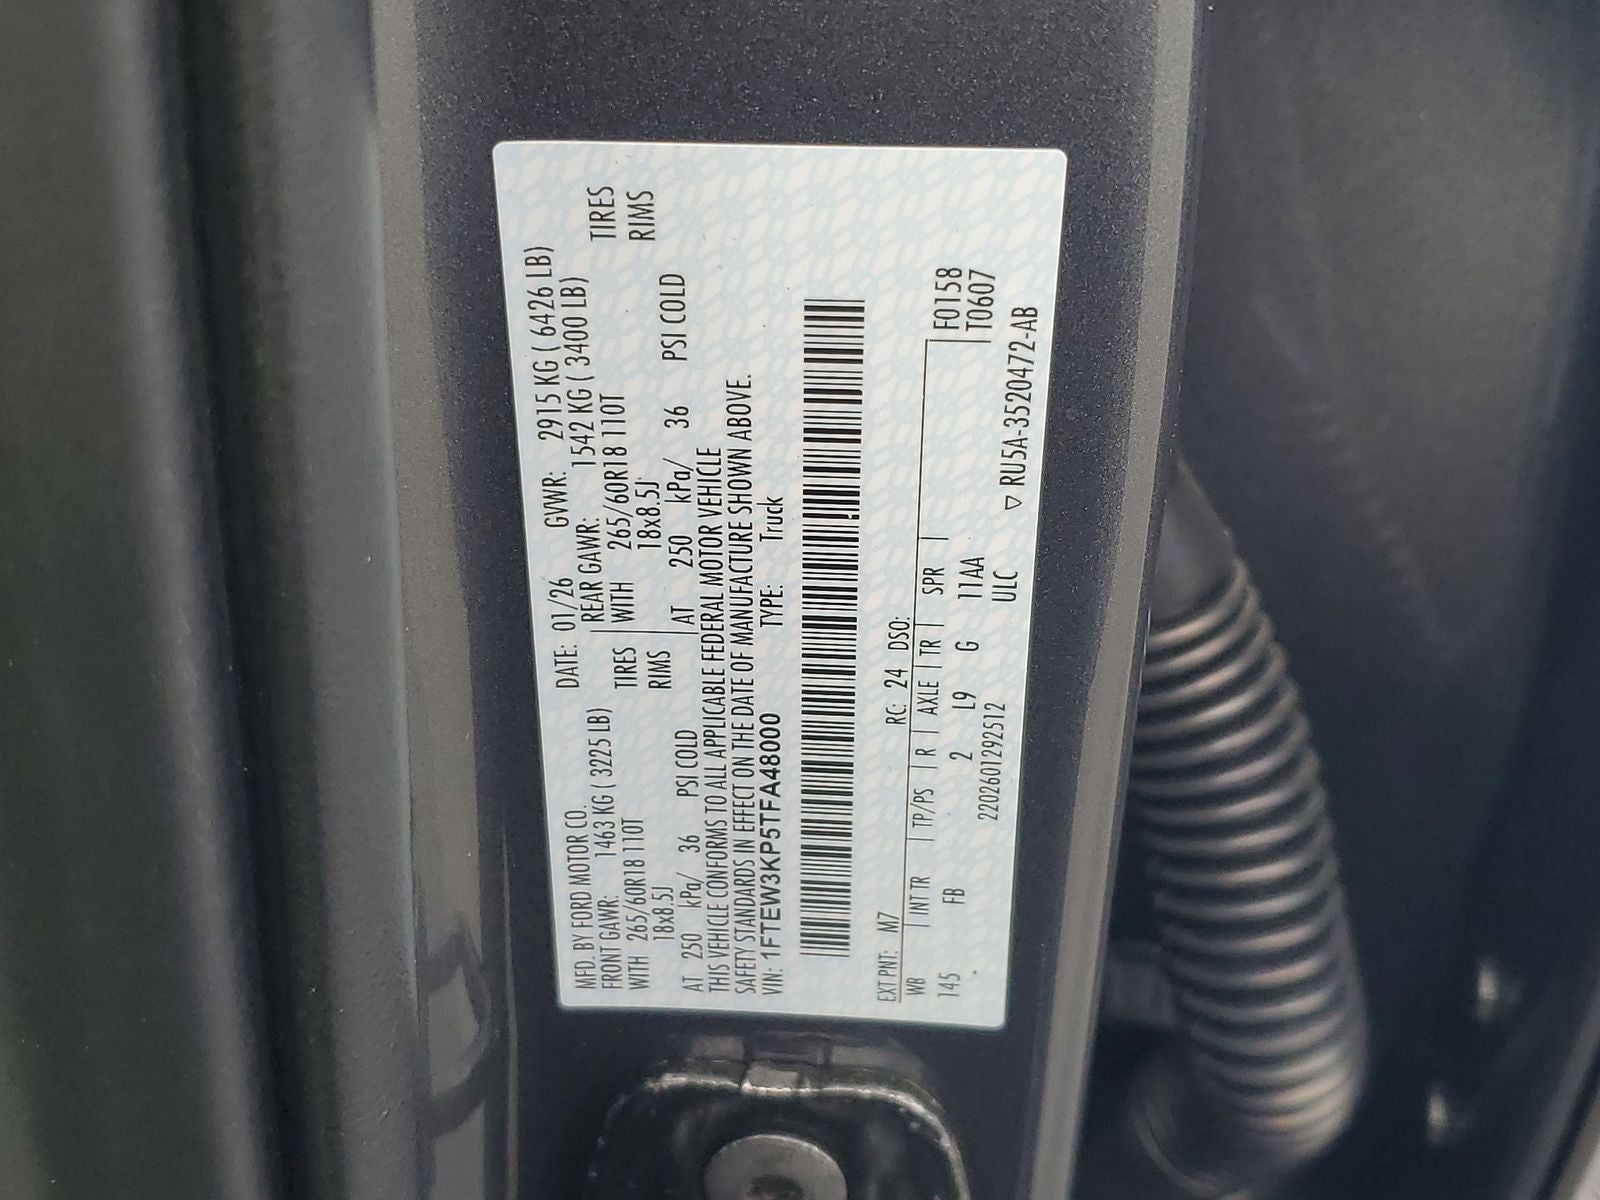 MFD. BY FORD MOTOR CO. DATE: 01/26 GVWR: 2915 KG ( 6426 LB)
FRONT GAWR: 1463 KG ( 3225 LB) REAR GAWR: 1542 KG ( 3400 LB)
WITH 265/60R18 110T TIRES WITH 265/60R18 110T TIRES
18x8.5J RIMS 18x8.5J RIMS
AT 250 kPa/ 36 PSI COLD AT 250 kPa/ 36 PSI COLD
THIS VEHICLE CONFORMS TO ALL APPLICABLE FEDERAL MOTOR VEHICLE
SAFETY STANDARDS IN EFFECT ON THE DATE OF MANUFACTURE SHOWN ABOVE.
VIN: 1FTEW3KP5TFA48000 TYPE: Truck
EXT PNT: M7 RC: 24 DSO:
WB | INT TR | TP/PS | R | AXLE | TR | SPR | F0158
145 FB 2 L9 G 11AA T0607
220260129251​2 ULC ▽ RU5A-3520472-AB